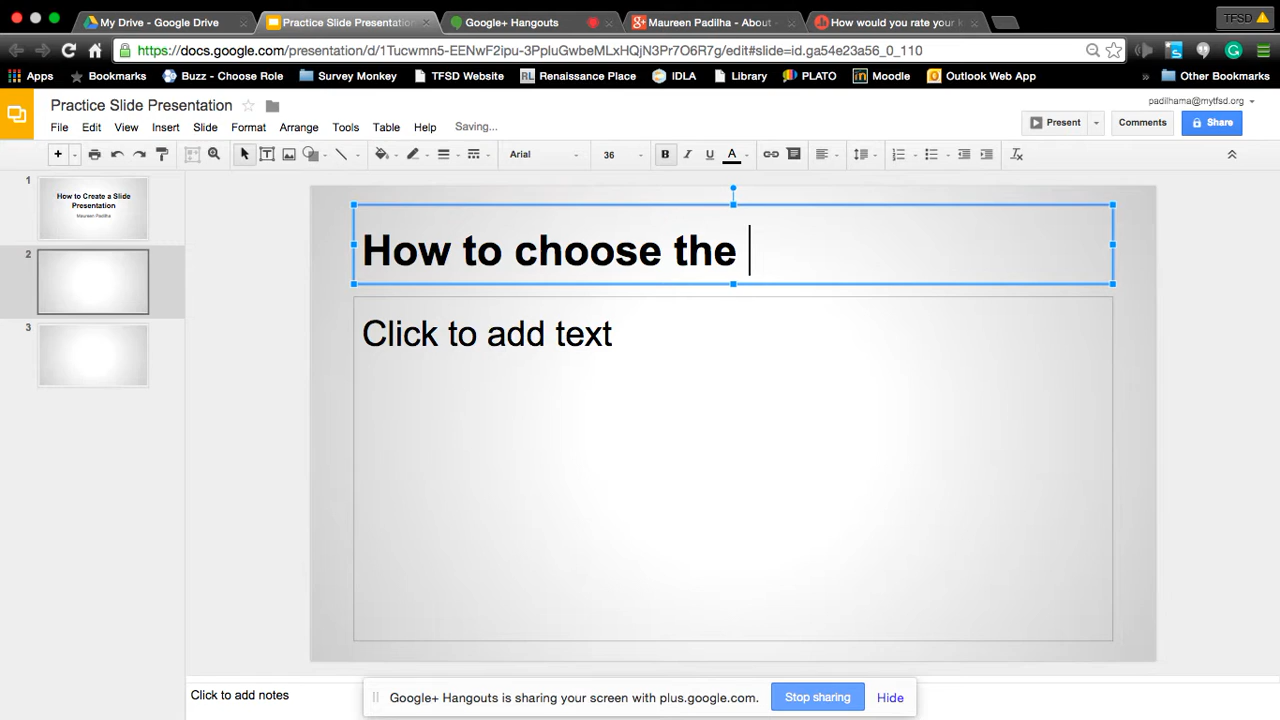 My Drive - Google Drive
Practice Slide Presentation
Google+ Hangouts
Maureen Padilha - About -
How would you rate your k
TFSD
https://docs.google.com/presentation/d/1Tucwmn5-EENwF2ipu-3PpluGwbeMLxHQjN3Pr7O6R7g/edit#slide=id.ga54e23a56_0_110
Apps
Bookmarks
Buzz - Choose Role
Survey Monkey
TFSD Website
RL Renaissance Place
IDLA
Library
PLATO
Moodle
Outlook Web App
» Other Bookmarks
Practice Slide Presentation
padilhama@mytfsd.org
File Edit View Insert Slide Format Arrange Tools Table Help Saving...
Present
Comments
Share
Arial
36
B I U A
1
How to Create a Slide
Presentation
Maureen Padilha
2
3
How to choose the
Click to add text
Click to add notes
Google+ Hangouts is sharing your screen with plus.google.com.
Stop sharing
Hide